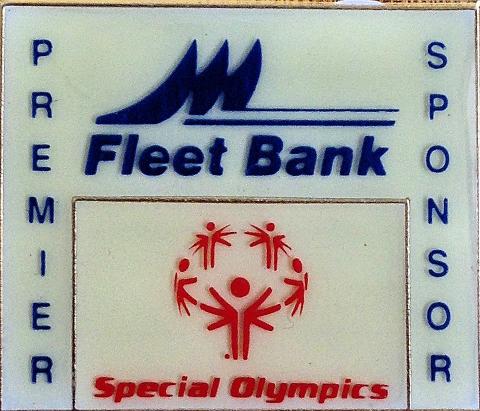 PREMIER
Fleet Bank
SPONSOR
Special Olympics